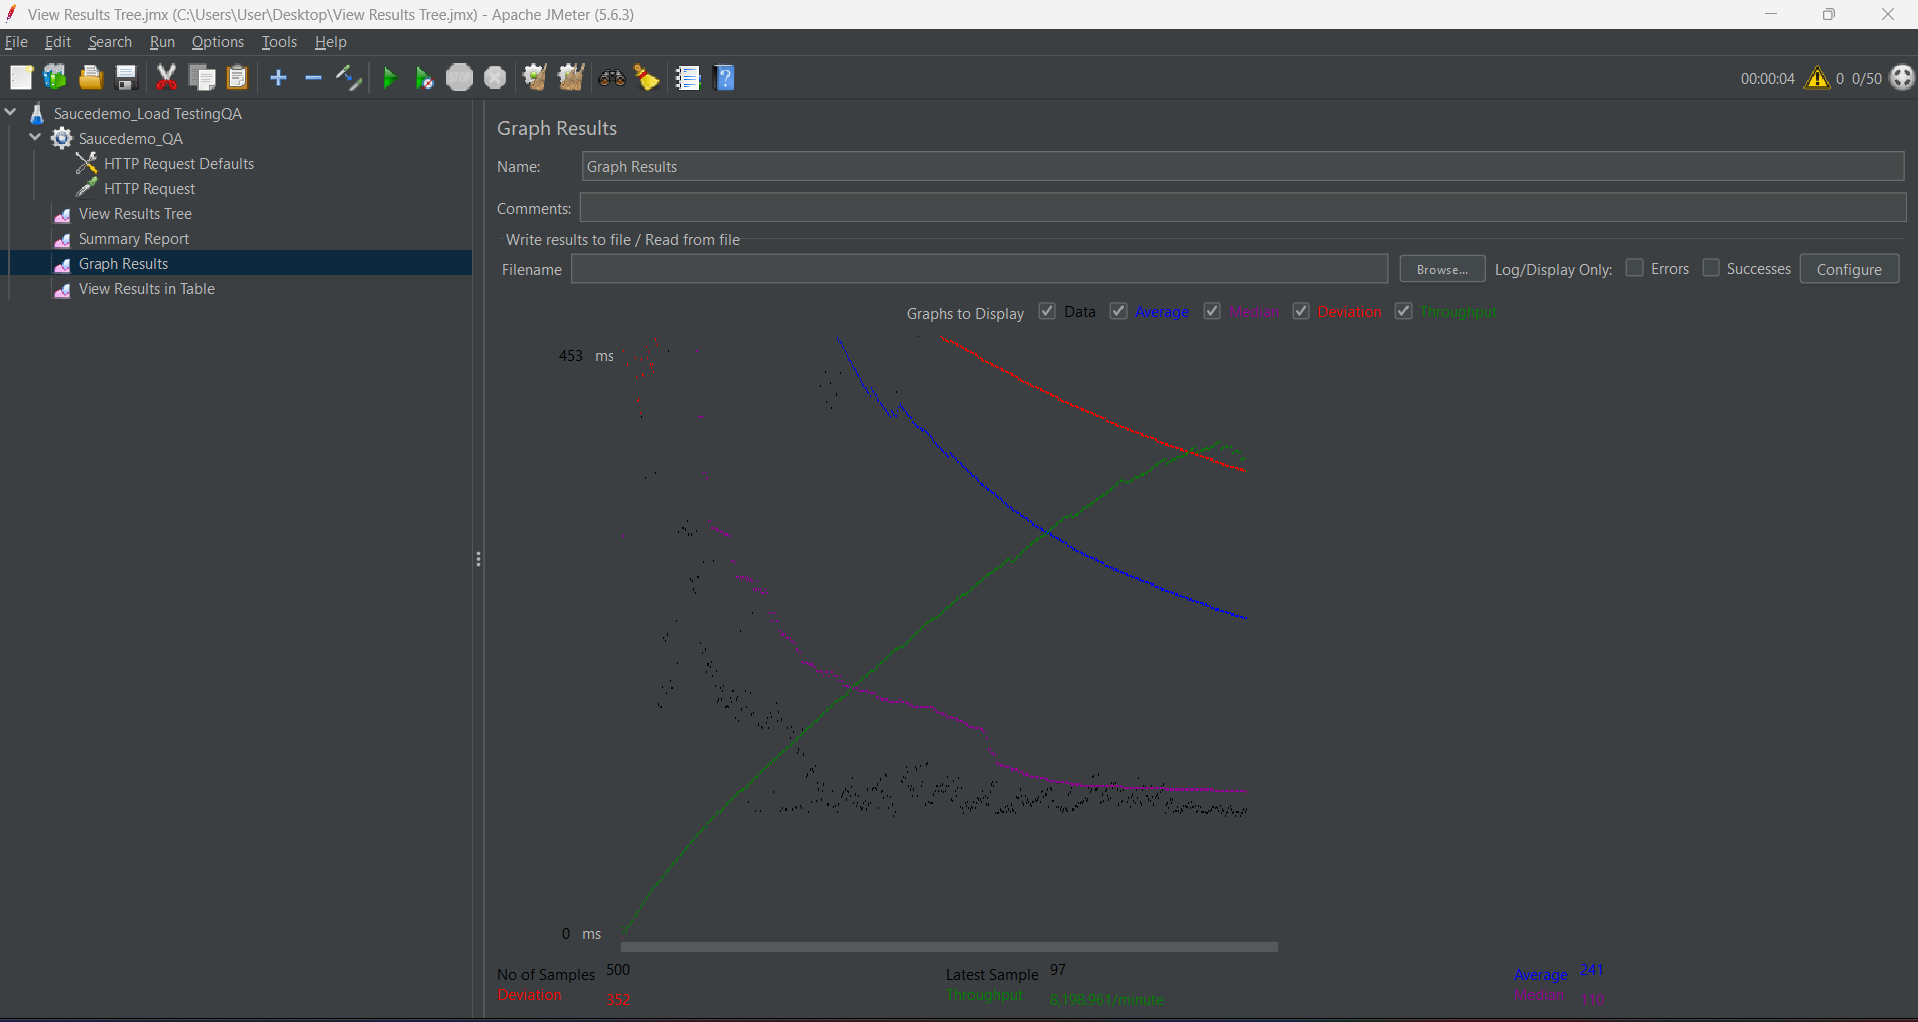 View Results Tree.jmx (C:\Users\User\Desktop\View Results Tree.jmx) - Apache JMeter (5.6.3)
File Edit Search Run Options Tools Help
STOP
00:00:04 0 0/50
Saucedemo_Load TestingQA
Saucedemo_QA
HTTP Request Defaults
HTTP Request
View Results Tree
Summary Report
Graph Results
View Results in Table
Graph Results
Name: Graph Results
Comments:
Write results to file / Read from file
Filename Browse... Log/Display Only: Errors Successes Configure
Graphs to Display Data Average Median Deviation Throughput
453 ms
0 ms
No of Samples 500 Latest Sample 97 Average 241
Deviation 352 Throughput 8,198.961/minute Median 110